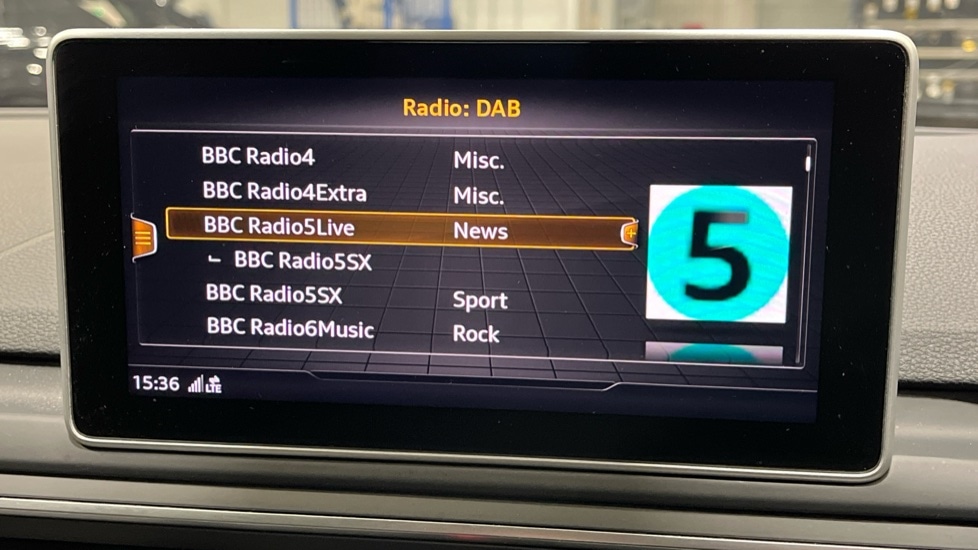 Radio: DAB
BBC Radio4 Misc.
BBC Radio4Extra Misc.
BBC Radio5Live News
BBC Radio5SX
BBC Radio5SX Sport
BBC Radio6Music Rock
5
15:36 LTE